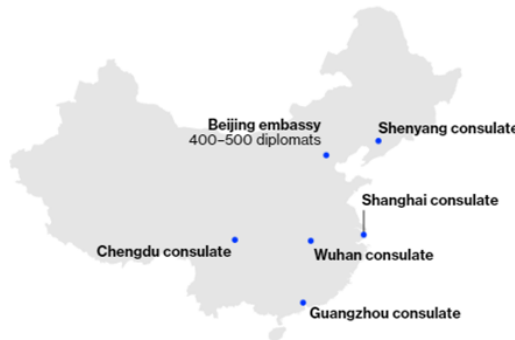 Beijing embassy
400–500 diplomats
Shenyang consulate
Shanghai consulate
Chengdu consulate
Wuhan consulate
Guangzhou consulate